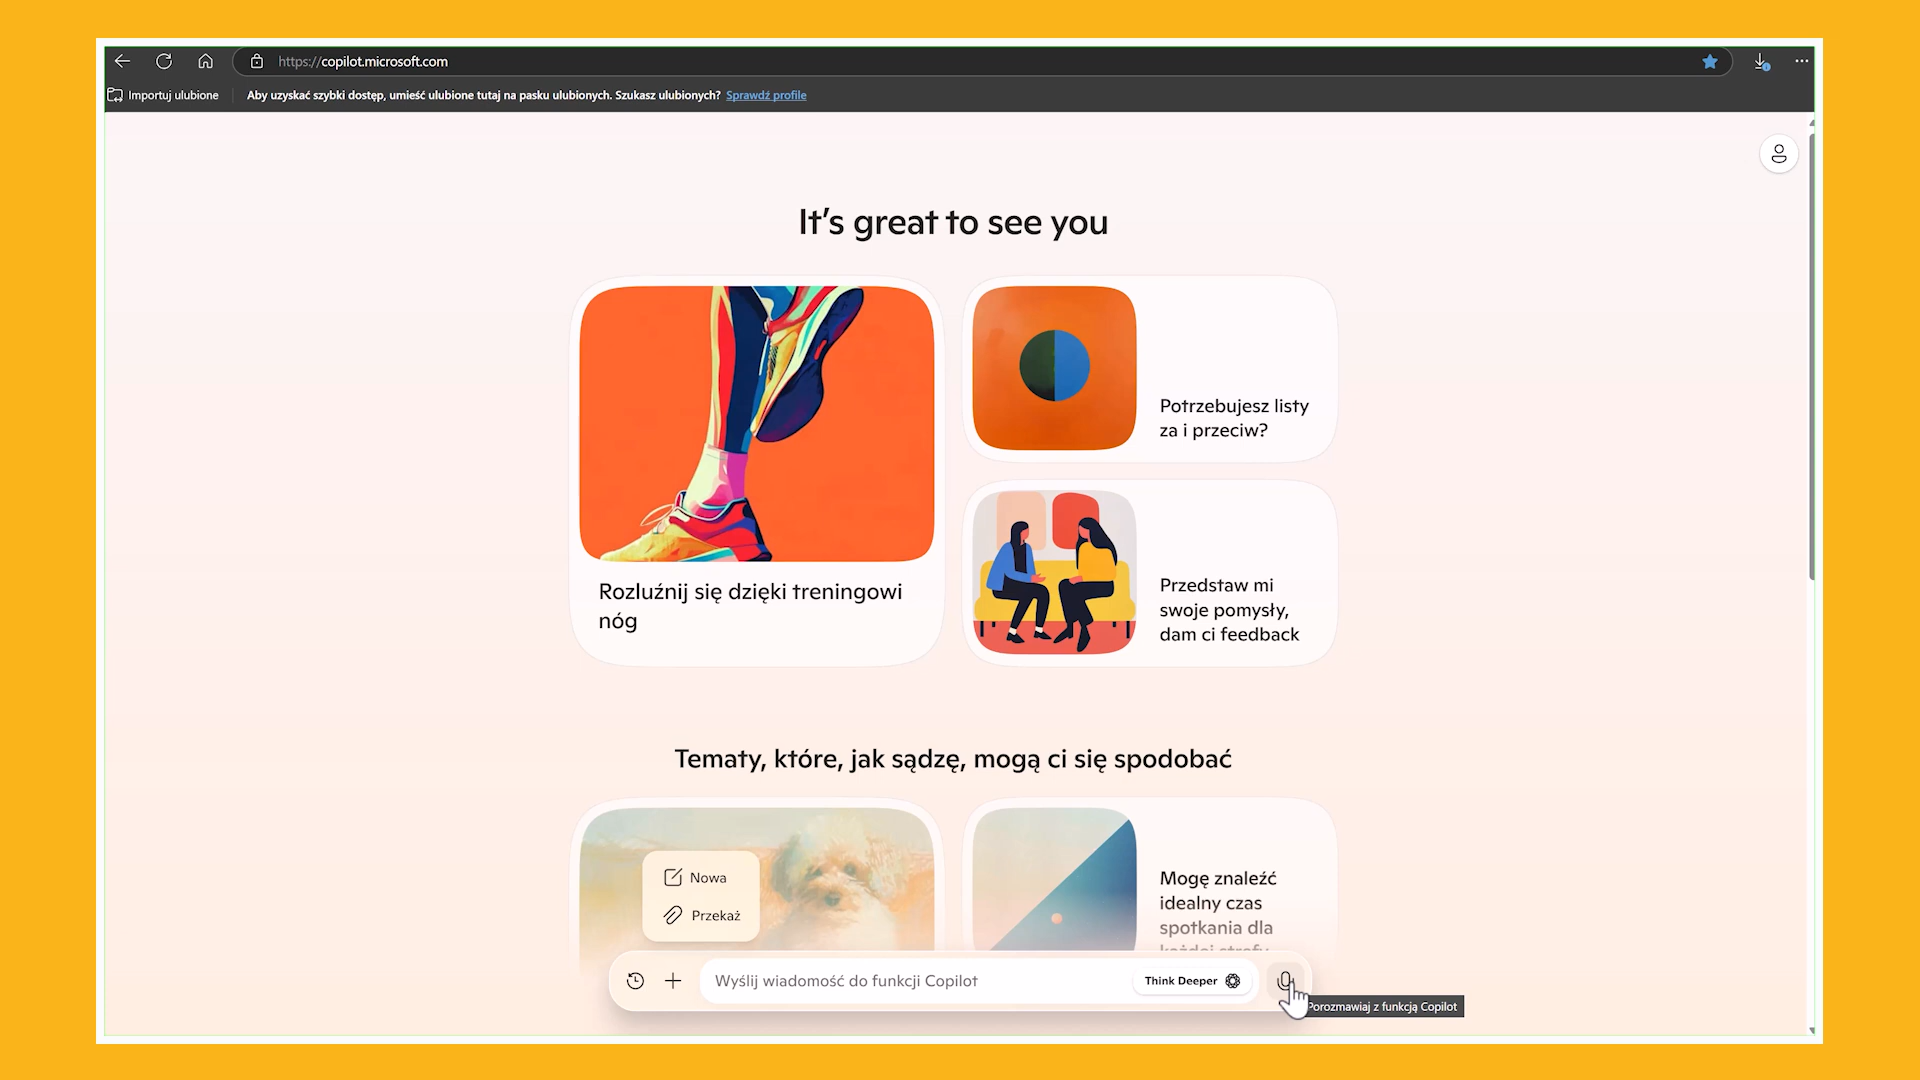 https://copilot.microsoft.com
Importuj ulubione
Aby uzyskać szybki dostęp, umieść ulubione tutaj na pasku ulubionych. Szukasz ulubionych? Sprawdź profile
It's great to see you
Rozluźnij się dzięki treningowi
nóg
Potrzebujesz listy
za i przeciw?
Przedstaw mi
swoje pomysły,
dam ci feedback
Tematy, które, jak sądzę, mogą ci się spodobać
Mogę znaleźć
idealny czas
spotkania dla
każdej strefy
Nowa
Przekaż
Wyślij wiadomość do funkcji Copilot
Think Deeper
Porozmawiaj z funkcją Copilot